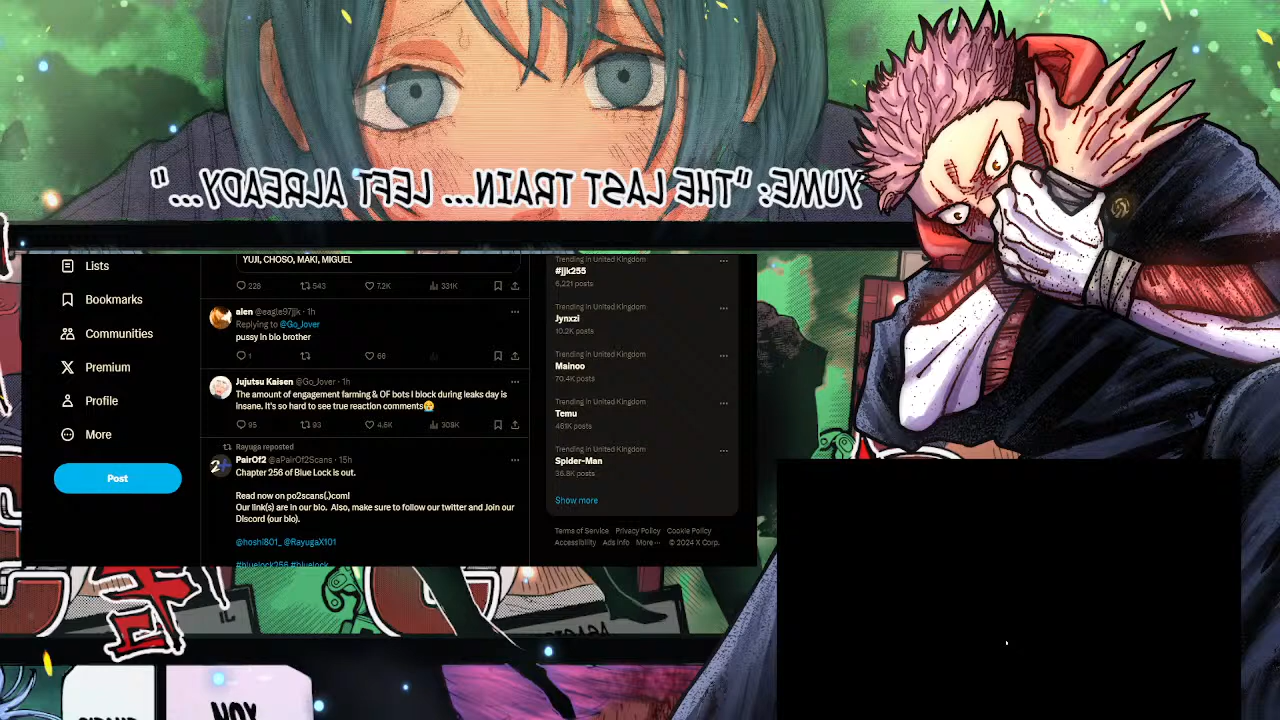 YUME: "THE LAST TRAIN... LEFT ALREADY..."
Lists
Bookmarks
Communities
Premium
Profile
More
Post
YUJI, CHOSO, MAKI, MIGUEL
228 543 7.2K 331K
alen @eagle97jjk · 1h
Replying to @Go_Jover
pussy in bio brother
1 66
Jujutsu Kaisen @Go_Jover · 1h
The amount of engagement farming & OF bots I block during leaks day is
insane. It's so hard to see true reaction comments😢
95 93 4.5K 309K
Rayuga reposted
PairOf2 @aPairOf2Scans · 15h
Chapter 256 of Blue Lock is out.
Read now on po2scans(.)com!
Our link(s) are in our bio. Also, make sure to follow our twitter and Join our
Discord (our bio).
@hoshi801_ @RayugaX101
#bluelock256 #bluelock
Trending in United Kingdom
#jjk255
6,221 posts
Trending in United Kingdom
Jynxzi
10.2K posts
Trending in United Kingdom
Mainoo
70.4K posts
Trending in United Kingdom
Temu
461K posts
Trending in United Kingdom
Spider-Man
36.8K posts
Show more
Terms of Service Privacy Policy Cookie Policy
Accessibility Ads info More ··· © 2024 X Corp.